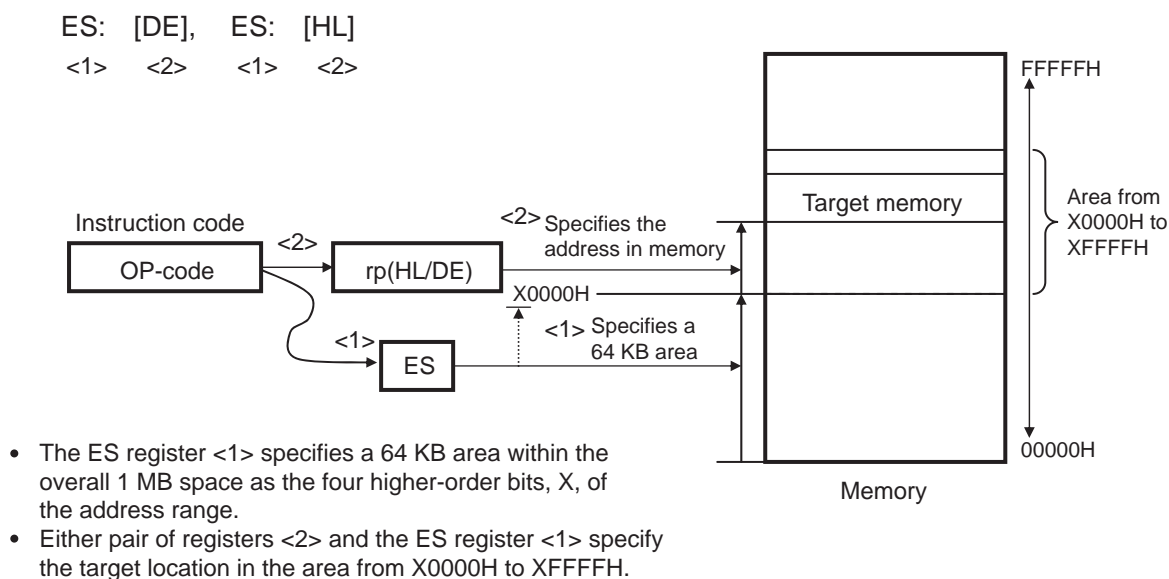 ES: [DE], ES: [HL]
<1> <2> <1> <2>
FFFFFH
Target memory
Area from
X0000H to
XFFFFH
Instruction code
OP-code
<2>
rp(HL/DE)
<2> Specifies the
address in memory
X0000H
<1> Specifies a
64 KB area
<1>
ES
00000H
Memory
• The ES register <1> specifies a 64 KB area within the
overall 1 MB space as the four higher-order bits, X, of
the address range.
• Either pair of registers <2> and the ES register <1> specify
the target location in the area from X0000H to XFFFFH.